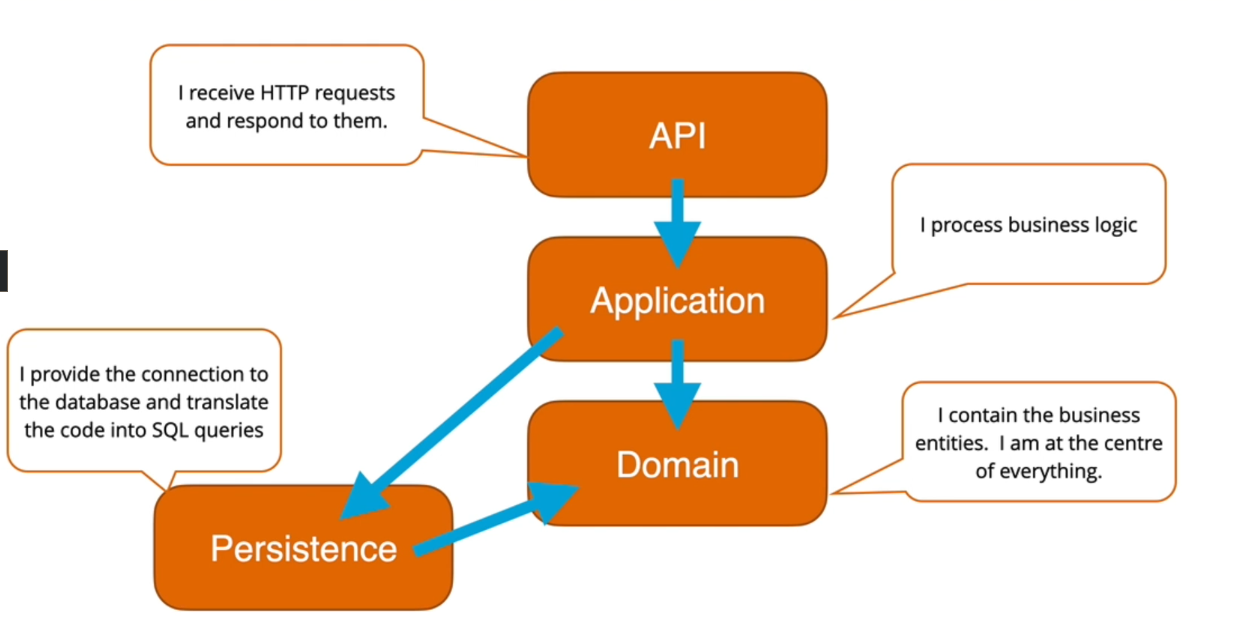 I receive HTTP requests
and respond to them.
API
I process business logic
Application
I provide the connection to
the database and translate
the code into SQL queries
I contain the business
entities.  I am at the centre
of everything.
Domain
Persistence